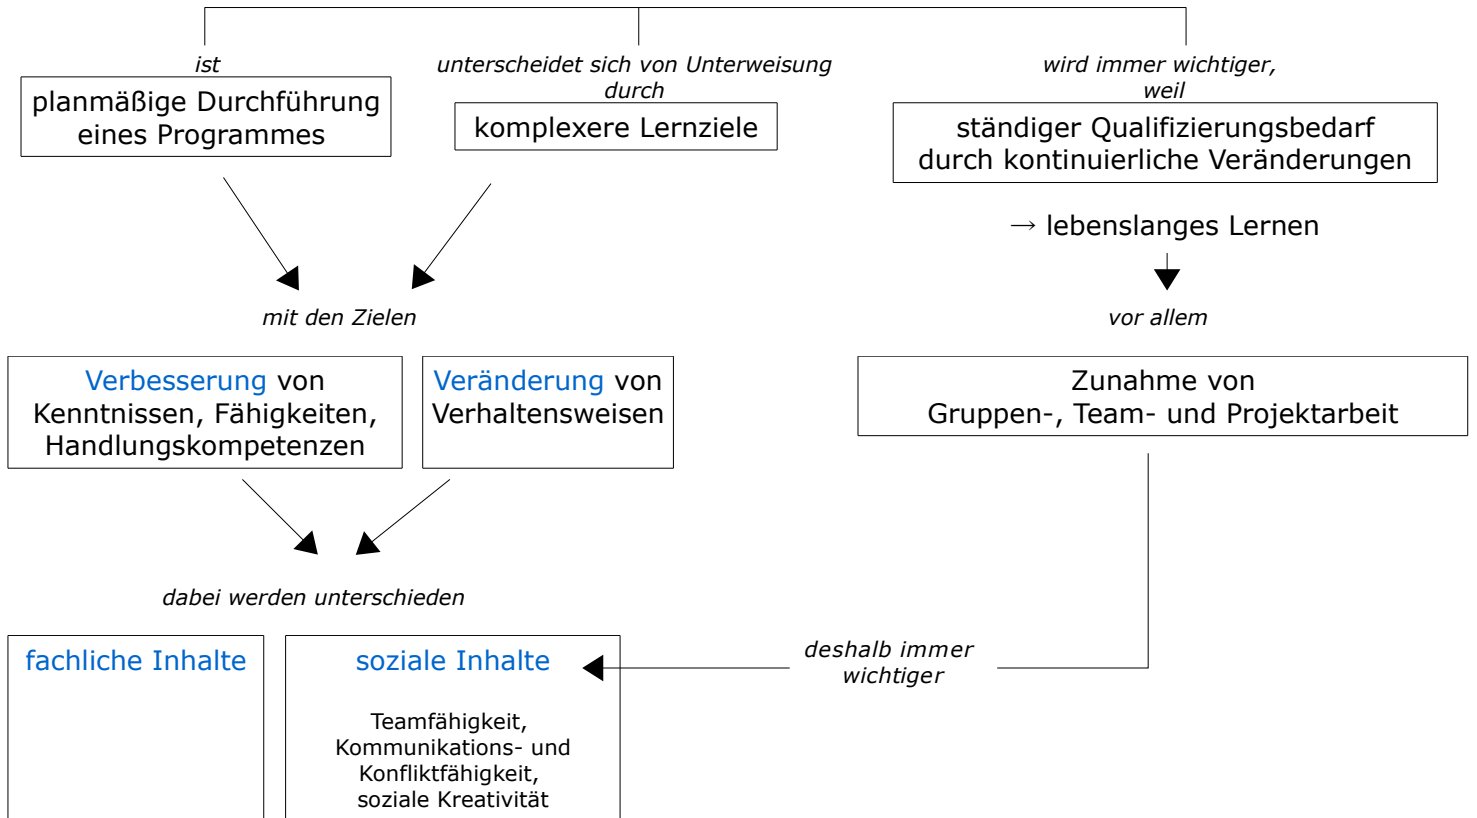 ist
planmäßige Durchführung
eines Programmes
unterscheidet sich von Unterweisung
durch
komplexere Lernziele
wird immer wichtiger,
weil
ständiger Qualifizierungsbedarf
durch kontinuierliche Veränderungen
→ lebenslanges Lernen
mit den Zielen
vor allem
Verbesserung von
Kenntnissen, Fähigkeiten,
Handlungskompetenzen
Veränderung von
Verhaltensweisen
Zunahme von
Gruppen-, Team- und Projektarbeit
dabei werden unterschieden
fachliche Inhalte
soziale Inhalte
Teamfähigkeit,
Kommunikations- und
Konfliktfähigkeit,
soziale Kreativität
deshalb immer
wichtiger